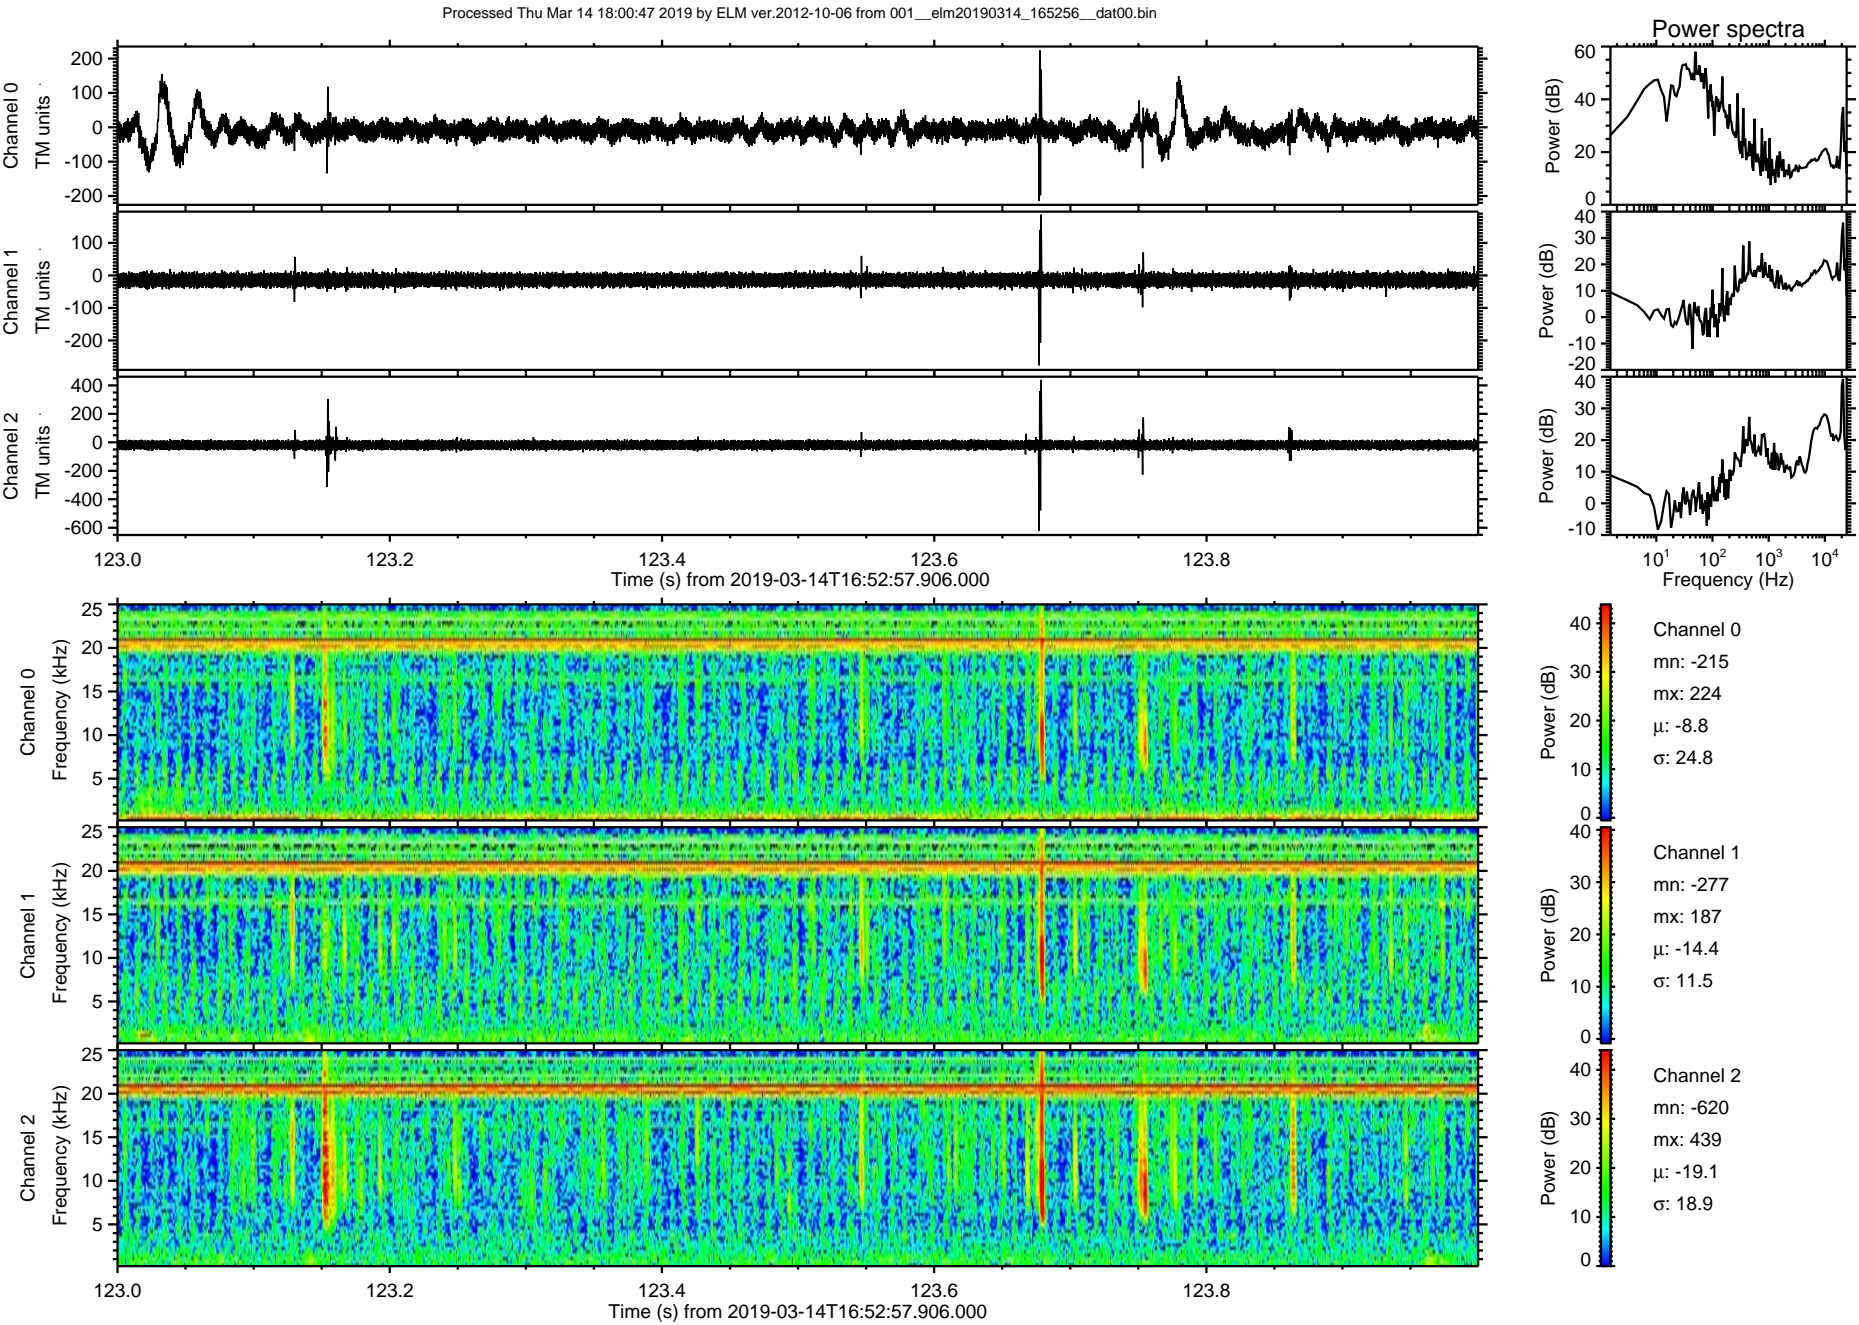 Processed Thu Mar 14 18:00:47 2019 by ELM ver.2012-10-06 from 001__elm20190314_165256__dat00.bin
Power spectra
Channel 0
TM units
200
100
0
-100
-200
Power (dB)
60
40
20
0
Channel 1
TM units
100
0
-100
-200
Power (dB)
40
30
20
10
0
-10
-20
Channel 2
TM units
400
200
0
-200
-400
-600
Power (dB)
40
30
20
10
0
-10
123.0 123.2 123.4 123.6 123.8
Time (s) from 2019-03-14T16:52:57.906.000
10^1 10^2 10^3 10^4
Frequency (Hz)
Channel 0
Frequency (kHz)
25
20
15
10
5
Power (dB)
40
30
20
10
0
Channel 0
mn: -215
mx: 224
μ: -8.8
σ: 24.8
Channel 1
Frequency (kHz)
25
20
15
10
5
Power (dB)
40
30
20
10
0
Channel 1
mn: -277
mx: 187
μ: -14.4
σ: 11.5
Channel 2
Frequency (kHz)
25
20
15
10
5
Power (dB)
40
30
20
10
0
Channel 2
mn: -620
mx: 439
μ: -19.1
σ: 18.9
123.0 123.2 123.4 123.6 123.8
Time (s) from 2019-03-14T16:52:57.906.000